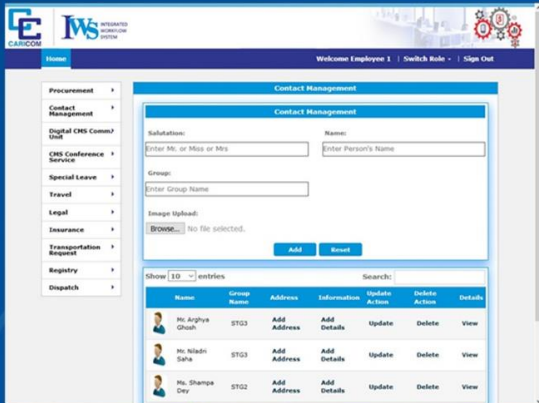 CARICOM
IWS INTEGRATED
WORKFLOW
SYSTEM
Home
Welcome Employee 1 | Switch Role - | Sign Out
Procurement
Contact
Management
Digital CMS Comm
Unit
CMS Conference
Service
Special Leave
Travel
Legal
Insurance
Transportation
Request
Registry
Dispatch
Contact Management
Contact Management
Salutation: Name:
Enter Mr. or Miss or Mrs Enter Person's Name
Group:
Enter Group Name
Image Upload:
Browse... No file selected.
Add Reset
Show 10 entries Search:
Name Group Name Address Information Update Action Delete Action Details
Mr. Arghya Ghosh STG3 Add Address Add Details Update Delete View
Mr. Niladri Saha STG3 Add Address Add Details Update Delete View
Ms. Shampa Dey STG2 Add Address Add Details Update Delete View